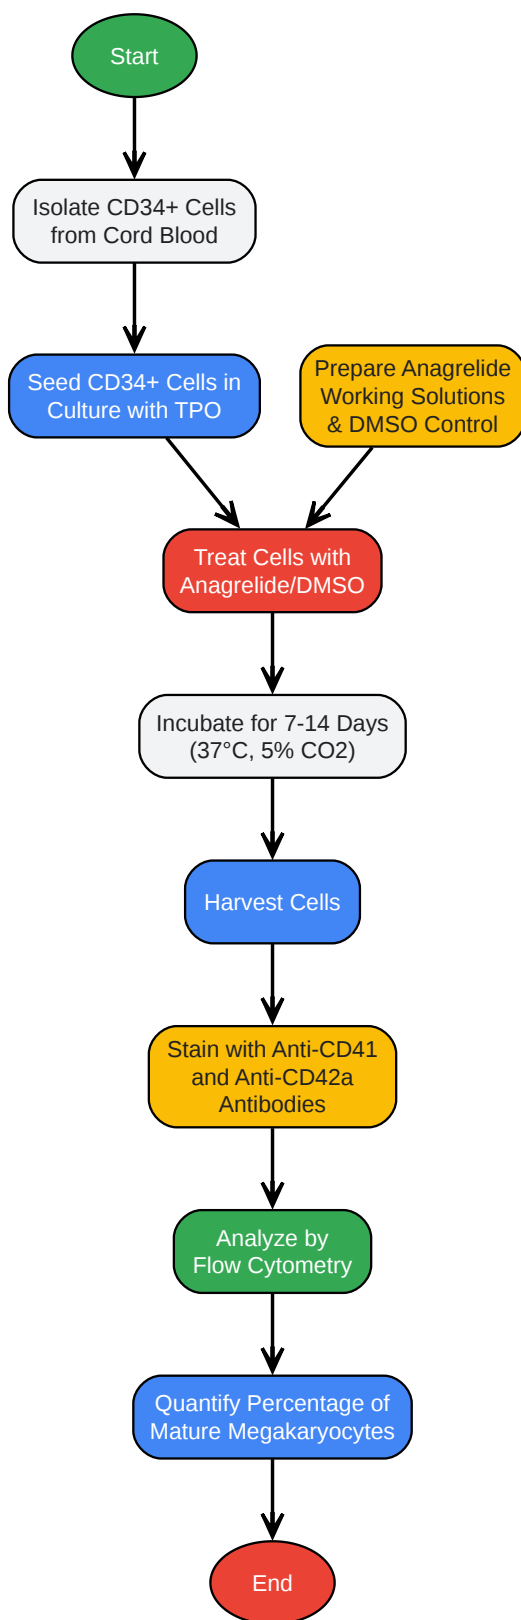 Start
Isolate CD34+ Cells
from Cord Blood
Seed CD34+ Cells in
Culture with TPO
Prepare Anagrelide
Working Solutions
& DMSO Control
Treat Cells with
Anagrelide/DMSO
Incubate for 7-14 Days
(37°C, 5% CO2)
Harvest Cells
Stain with Anti-CD41
and Anti-CD42a
Antibodies
Analyze by
Flow Cytometry
Quantify Percentage of
Mature Megakaryocytes
End